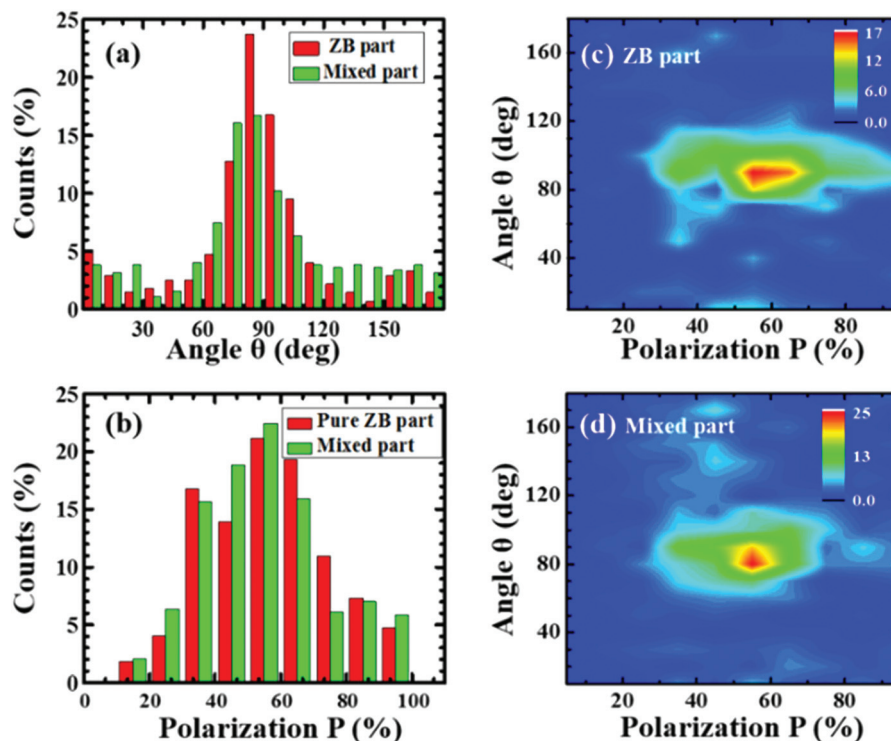 (a)
ZB part
Mixed part
Counts (%)
25
20
15
10
5
0
30
60
90
120
150
Angle θ (deg)
(c) ZB part
17
12
6.0
0.0
Angle θ (deg)
160
120
80
40
20
40
60
80
Polarization P (%)
(b)
Pure ZB part
Mixed part
Counts (%)
25
20
15
10
5
0
0
20
40
60
80
100
Polarization P (%)
(d) Mixed part
25
13
0.0
Angle θ (deg)
160
120
80
40
20
40
60
80
Polarization P (%)